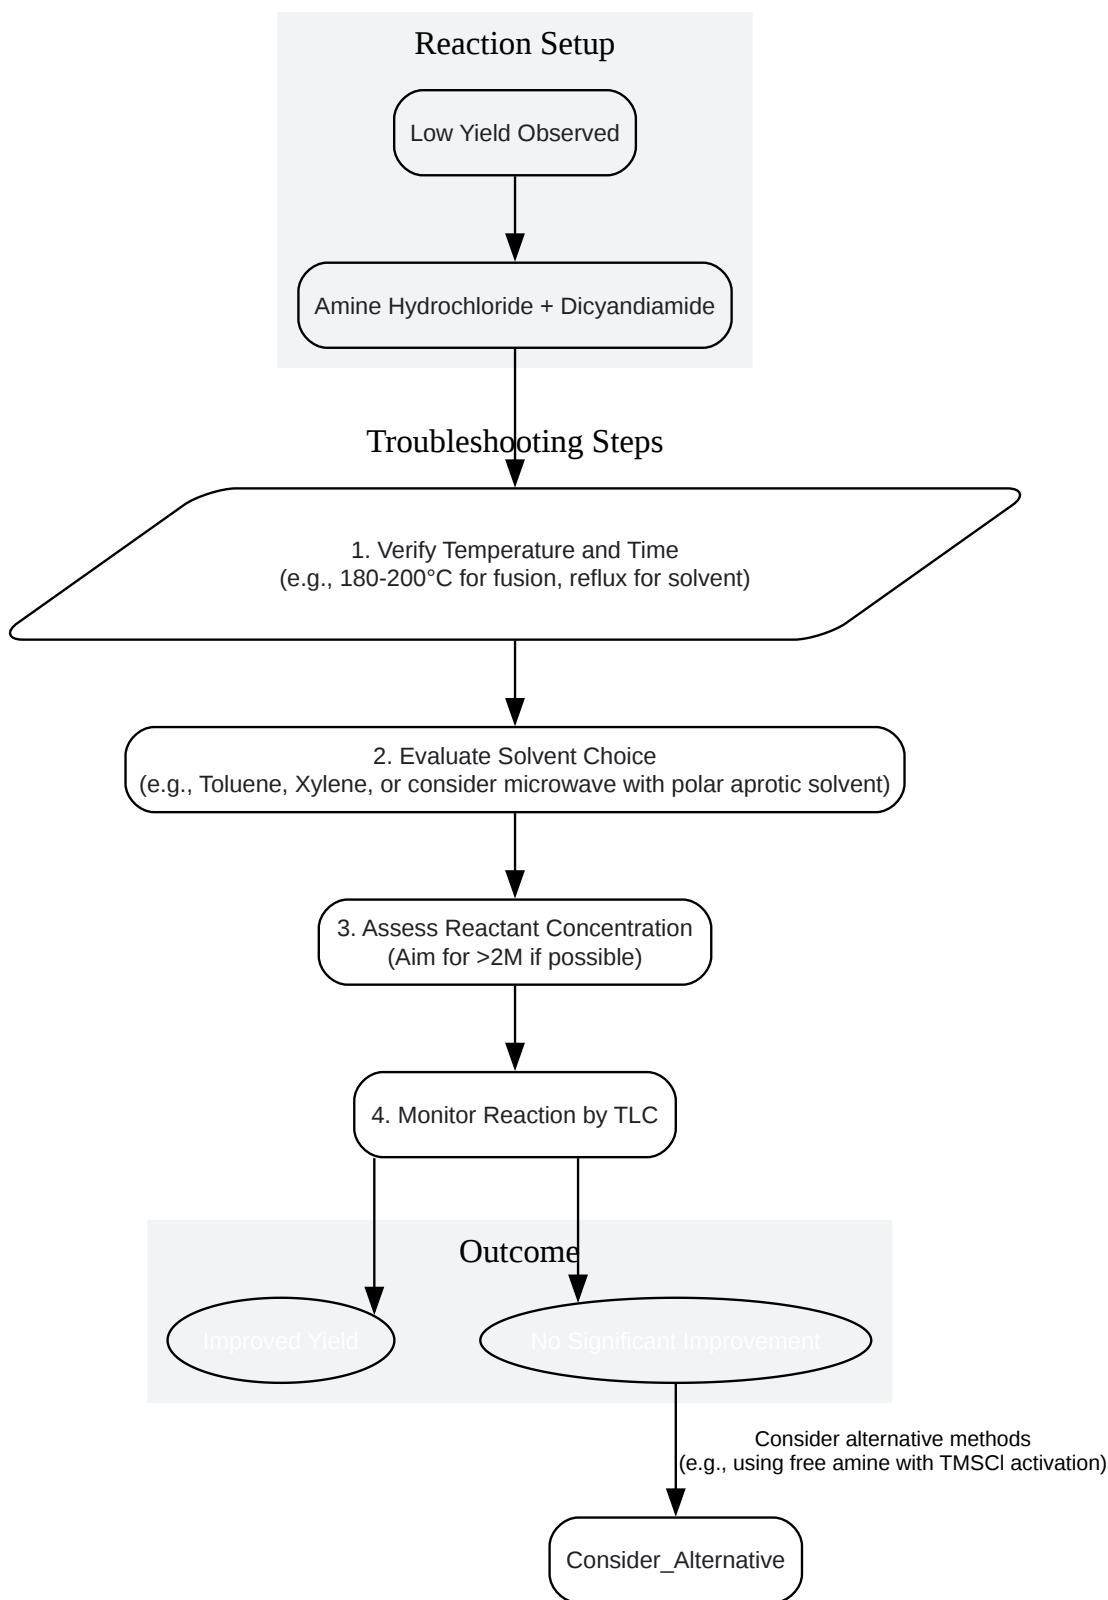 Reaction Setup
Low Yield Observed
Amine Hydrochloride + Dicyandiamide
Troubleshooting Steps
1. Verify Temperature and Time
(e.g., 180-200°C for fusion, reflux for solvent)
2. Evaluate Solvent Choice
(e.g., Toluene, Xylene, or consider microwave with polar aprotic solvent)
3. Assess Reactant Concentration
(Aim for >2M if possible)
4. Monitor Reaction by TLC
Outcome
Improved Yield
No Significant Improvement
Consider alternative methods
(e.g., using free amine with TMSCl activation)
Consider_Alternative